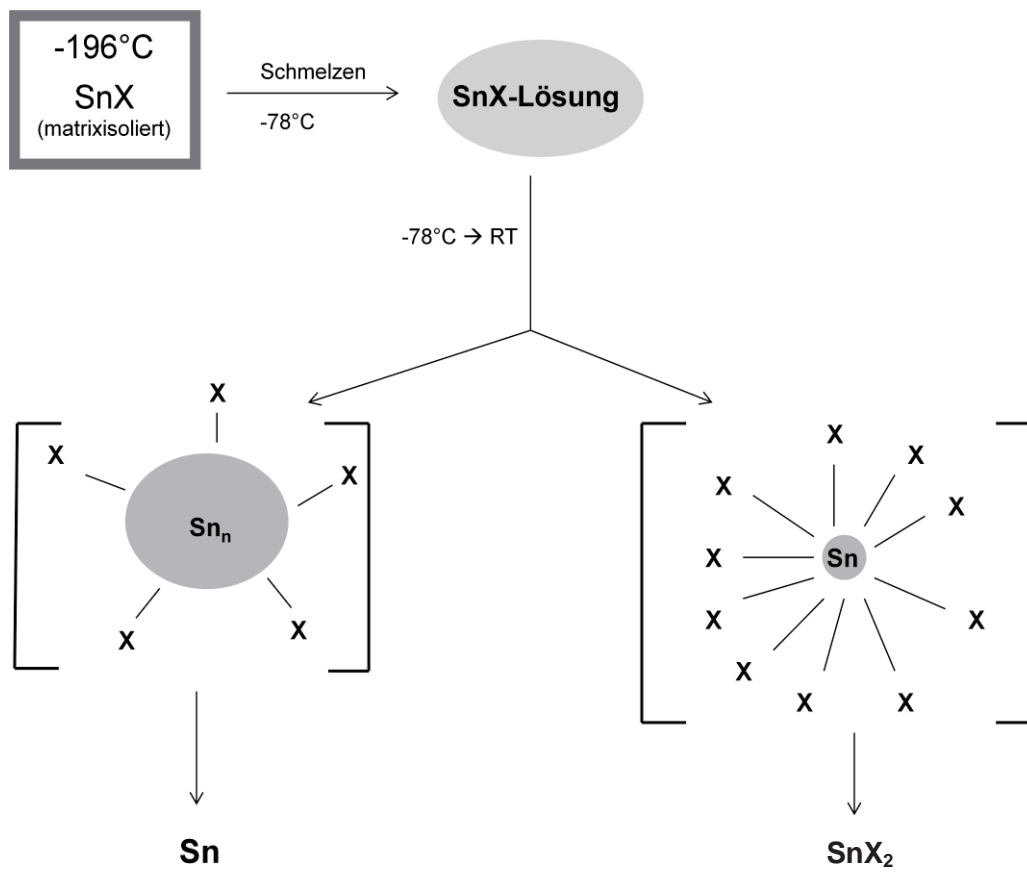 -196°C
SnX
(matrixisoliert)
Schmelzen
-78°C
SnX-Lösung
-78°C → RT
X
X
X
Snₙ
X
X
X
X
X
X
X
Sn
X
X
X
X
X
X
Sn
SnX₂